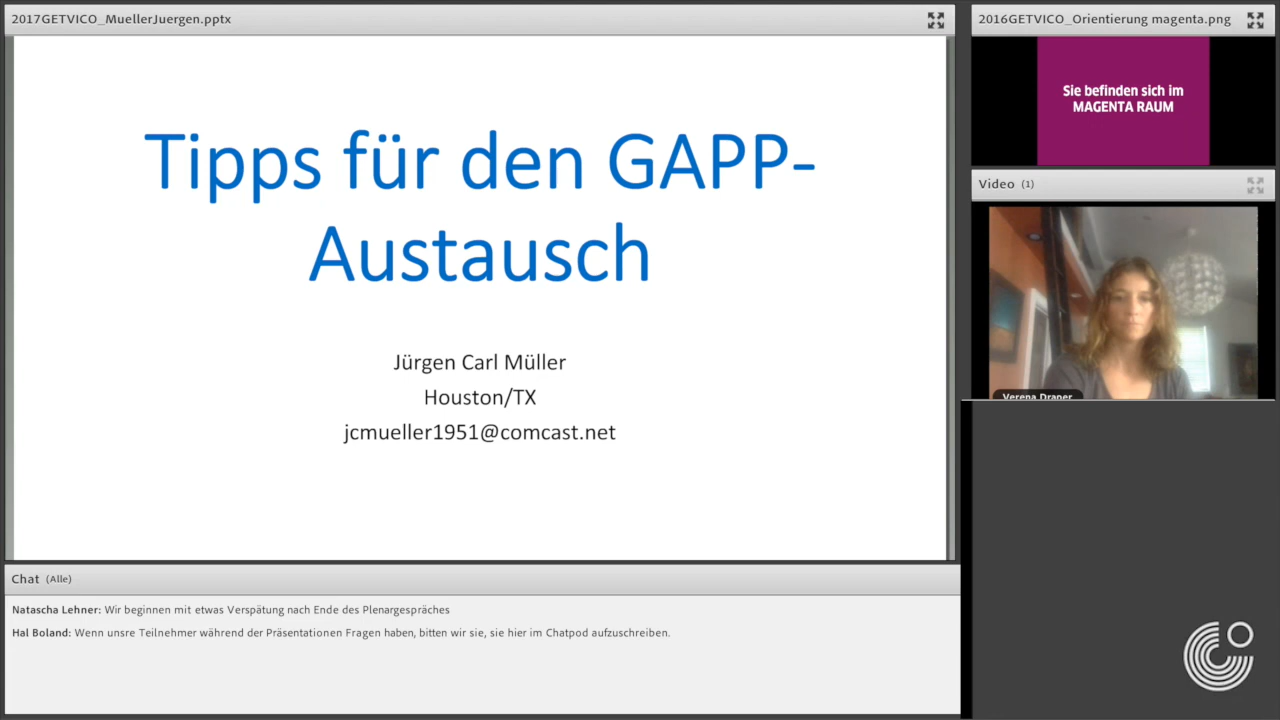 2017GETVICO_MuellerJuergen.pptx
Tipps für den GAPP-
Austausch
Jürgen Carl Müller
Houston/TX
jcmueller1951@comcast.net
2016GETVICO_Orientierung magenta.png
Sie befinden sich im
MAGENTA RAUM
Video (1)
Verena Draper
Chat (Alle)
Natascha Lehner: Wir beginnen mit etwas Verspätung nach Ende des Plenargespräches
Hal Boland: Wenn unsre Teilnehmer während der Präsentationen Fragen haben, bitten wir sie, sie hier im Chatpod aufzuschreiben.